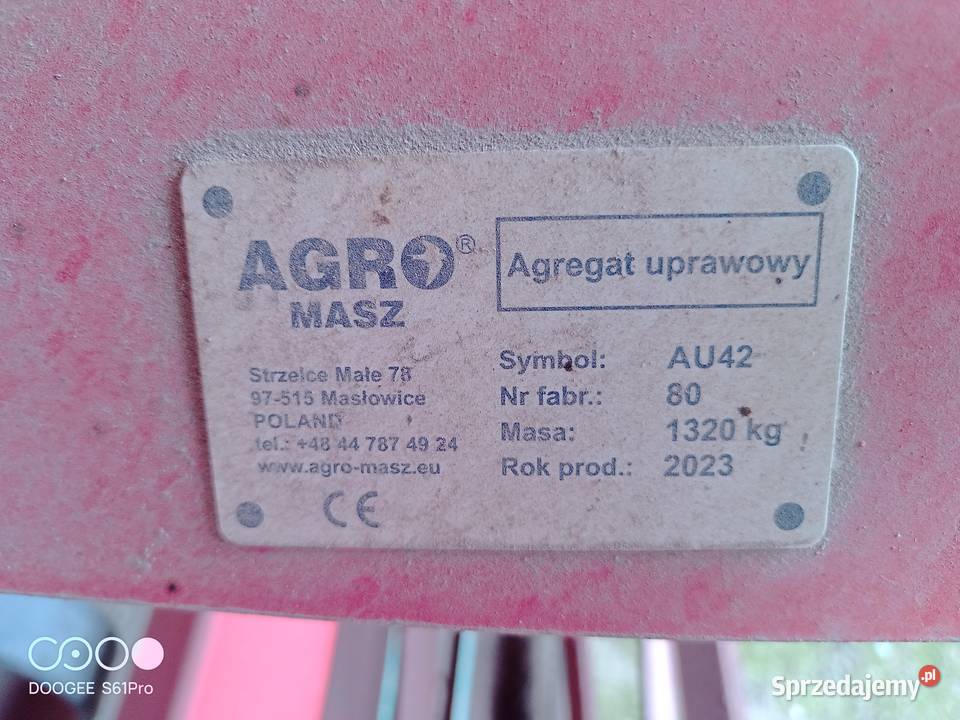 AGRO®
MASZ
Agregat uprawowy
Strzelce Małe 78
97-515 Masłowice
POLAND
tel.: +48 44 787 49 24
www.agro-masz.eu
CE
Symbol: AU42
Nr fabr.: 80
Masa: 1320 kg
Rok prod.: 2023
DOOGEE S61Pro
Sprzedajemy.pl